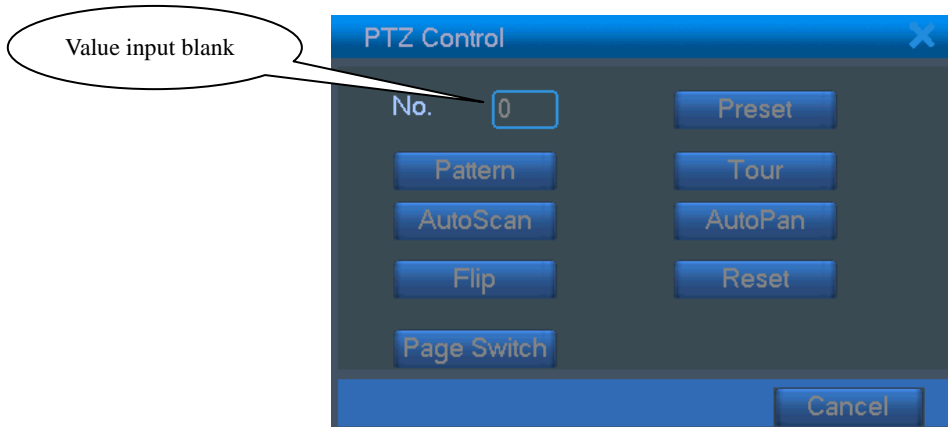 Value input blank
PTZ Control
No. 0 Preset
Pattern Tour
AutoScan AutoPan
Flip Reset
Page Switch
Cancel